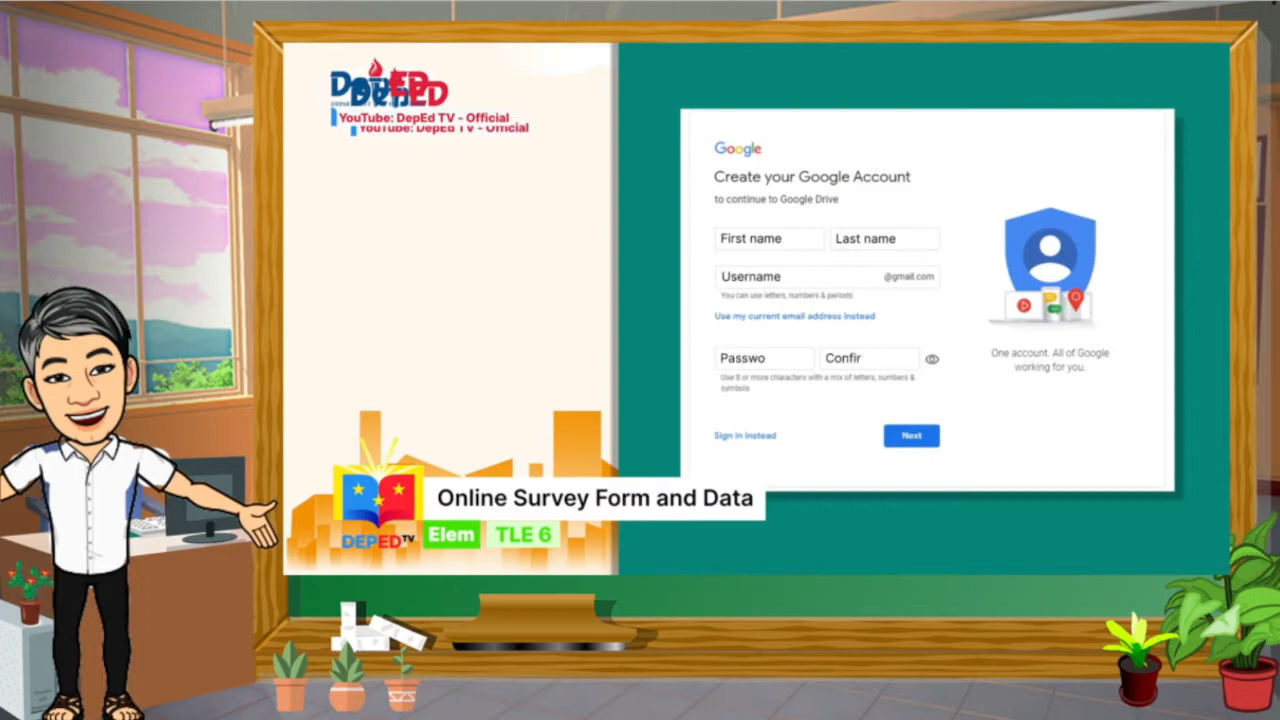 DepED
DepED
YouTube: DepEd TV - Official
YouTube: DepEd TV - Official
Google
Create your Google Account
to continue to Google Drive
First name Last name
Username @gmail.com
You can use letters, numbers & periods
Use my current email address instead
Passwo Confir
Use 8 or more characters with a mix of letters, numbers &
symbols
One account. All of Google
working for you.
Sign in instead Next
Online Survey Form and Data
DEPED TV Elem TLE 6